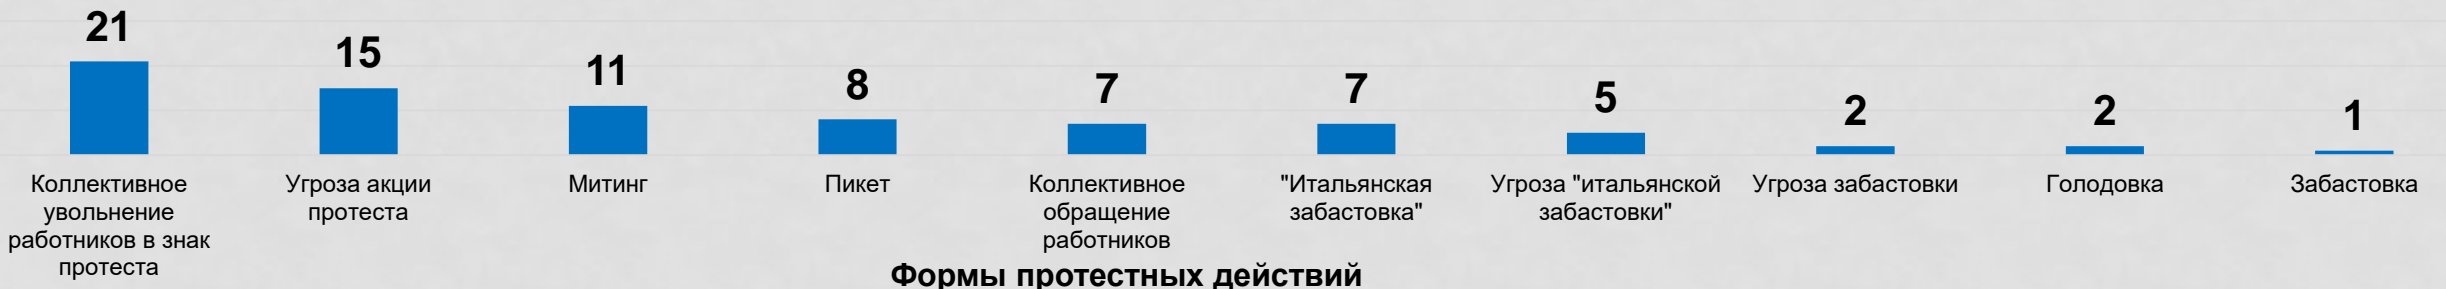 21
15
11
8
7
7
5
2
2
1
Коллективное
увольнение
работников в знак
протеста
Угроза акции
протеста
Митинг
Пикет
Коллективное
обращение
работников
"Итальянская
забастовка"
Угроза "итальянской
забастовки"
Угроза забастовки
Голодовка
Забастовка
Формы протестных действий